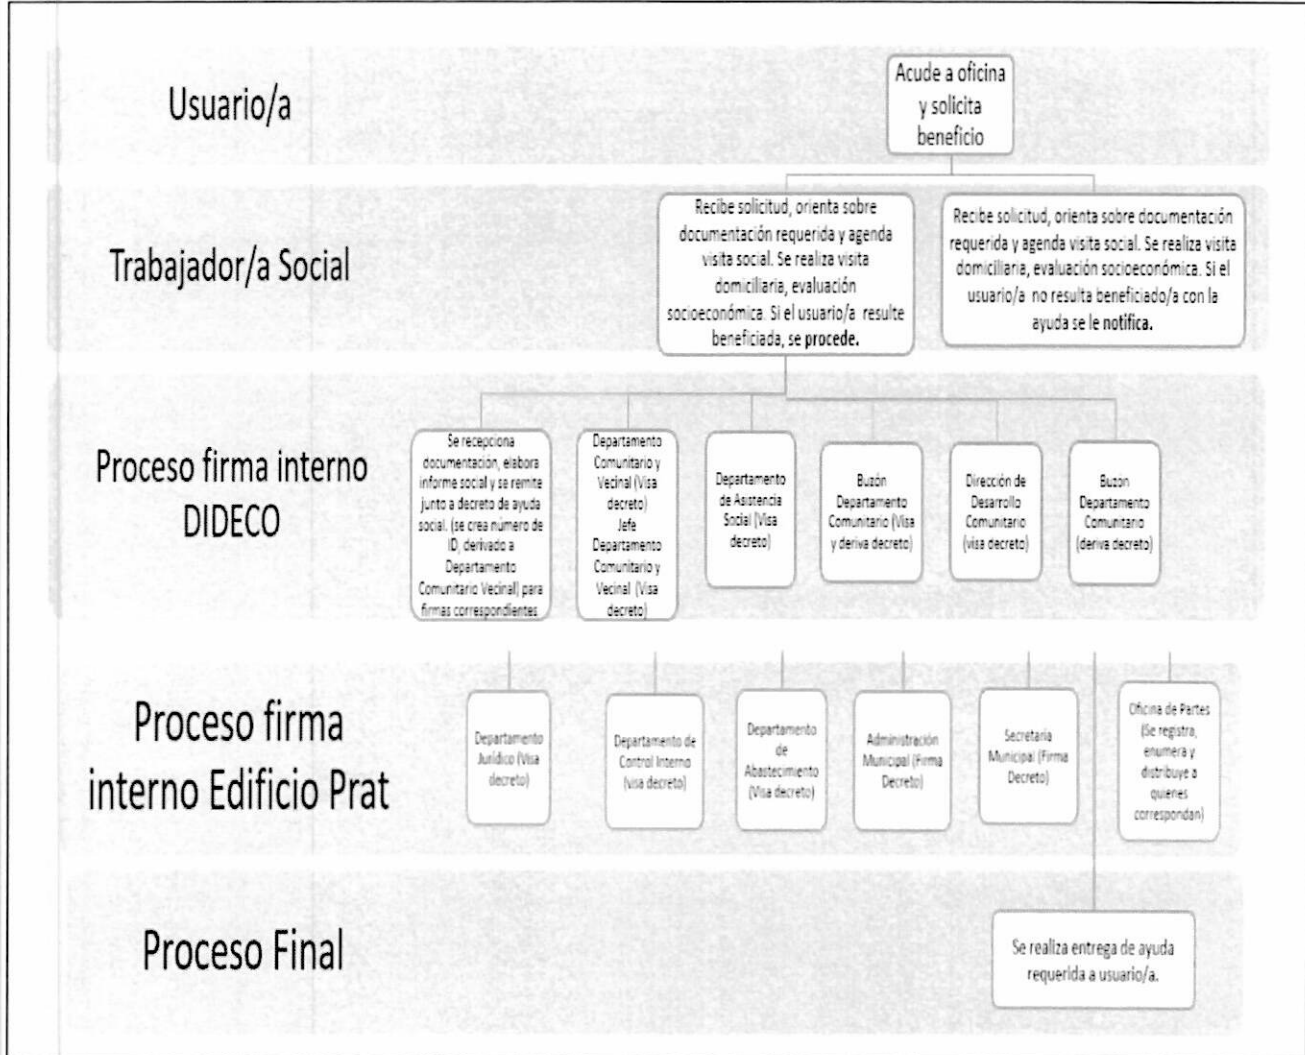 Usuario/a
Acude a oficina
y solicita
beneficio
Trabajador/a Social
Recibe solicitud, orienta sobre
documentación requerida y agenda
visita social. Se realiza visita
domiciliaria, evaluación
socioeconómica. Si el usuario/a resulte
beneficiada, se procede.
Recibe solicitud, orienta sobre documentación
requerida y agenda visita social. Se realiza visita
domiciliaria, evaluación socioeconómica. Si el
usuario/a no resulta beneficiado/a con la
ayuda se le notifica.
Proceso firma interno
DIDECO
Se recepciona
documentación, elabora
informe social y se remite
junto a decreto de ayuda
social. (se crea número de
ID, derivado a
Departamento
Comunitario Vecinal) para
firmas correspondientes
Departamento
Comunitario y
Vecinal (Visa
decreto)
Jefe
Departamento
Comunitario y
Vecinal (Visa
decreto)
Departamento
de Asistencia
Social (Visa
decreto)
Buzón
Departamento
Comunitario (Visa
y deriva decreto)
Dirección de
Desarrollo
Comunitario
(visa decreto)
Buzón
Departamento
Comunitario
(deriva decreto)
Proceso firma
interno Edificio Prat
Departamento
Jurídico (Visa
decreto)
Departamento de
Control Interno
(visa decreto)
Departamento
de
Abastecimiento
(Visa decreto)
Administración
Municipal (Firma
Decreto)
Secretaria
Municipal (Firma
Decreto)
Oficina de Partes
(Se registra,
enumera y
distribuye a
quienes
correspondan)
Proceso Final
Se realiza entrega de ayuda
requerida a usuario/a.